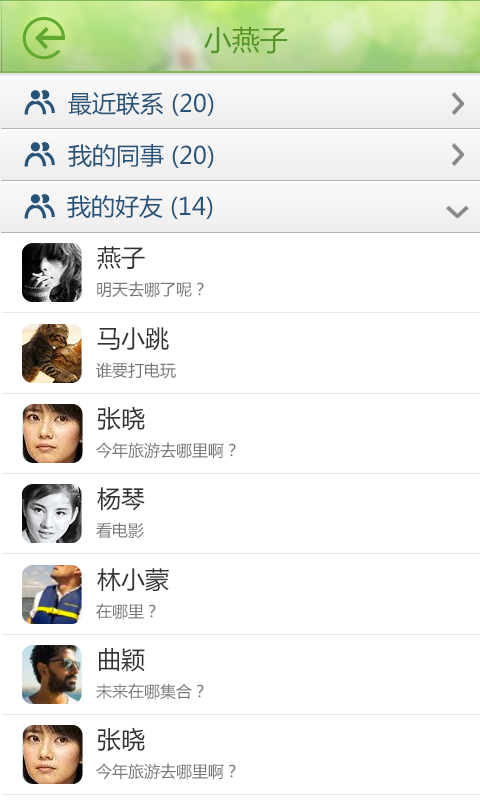 小燕子
最近联系 (20)
我的同事 (20)
我的好友 (14)
燕子
明天去哪了呢？
马小跳
谁要打电玩
张晓
今年旅游去哪里啊？
杨琴
看电影
林小蒙
在哪里？
曲颖
未来在哪集合？
张晓
今年旅游去哪里啊？